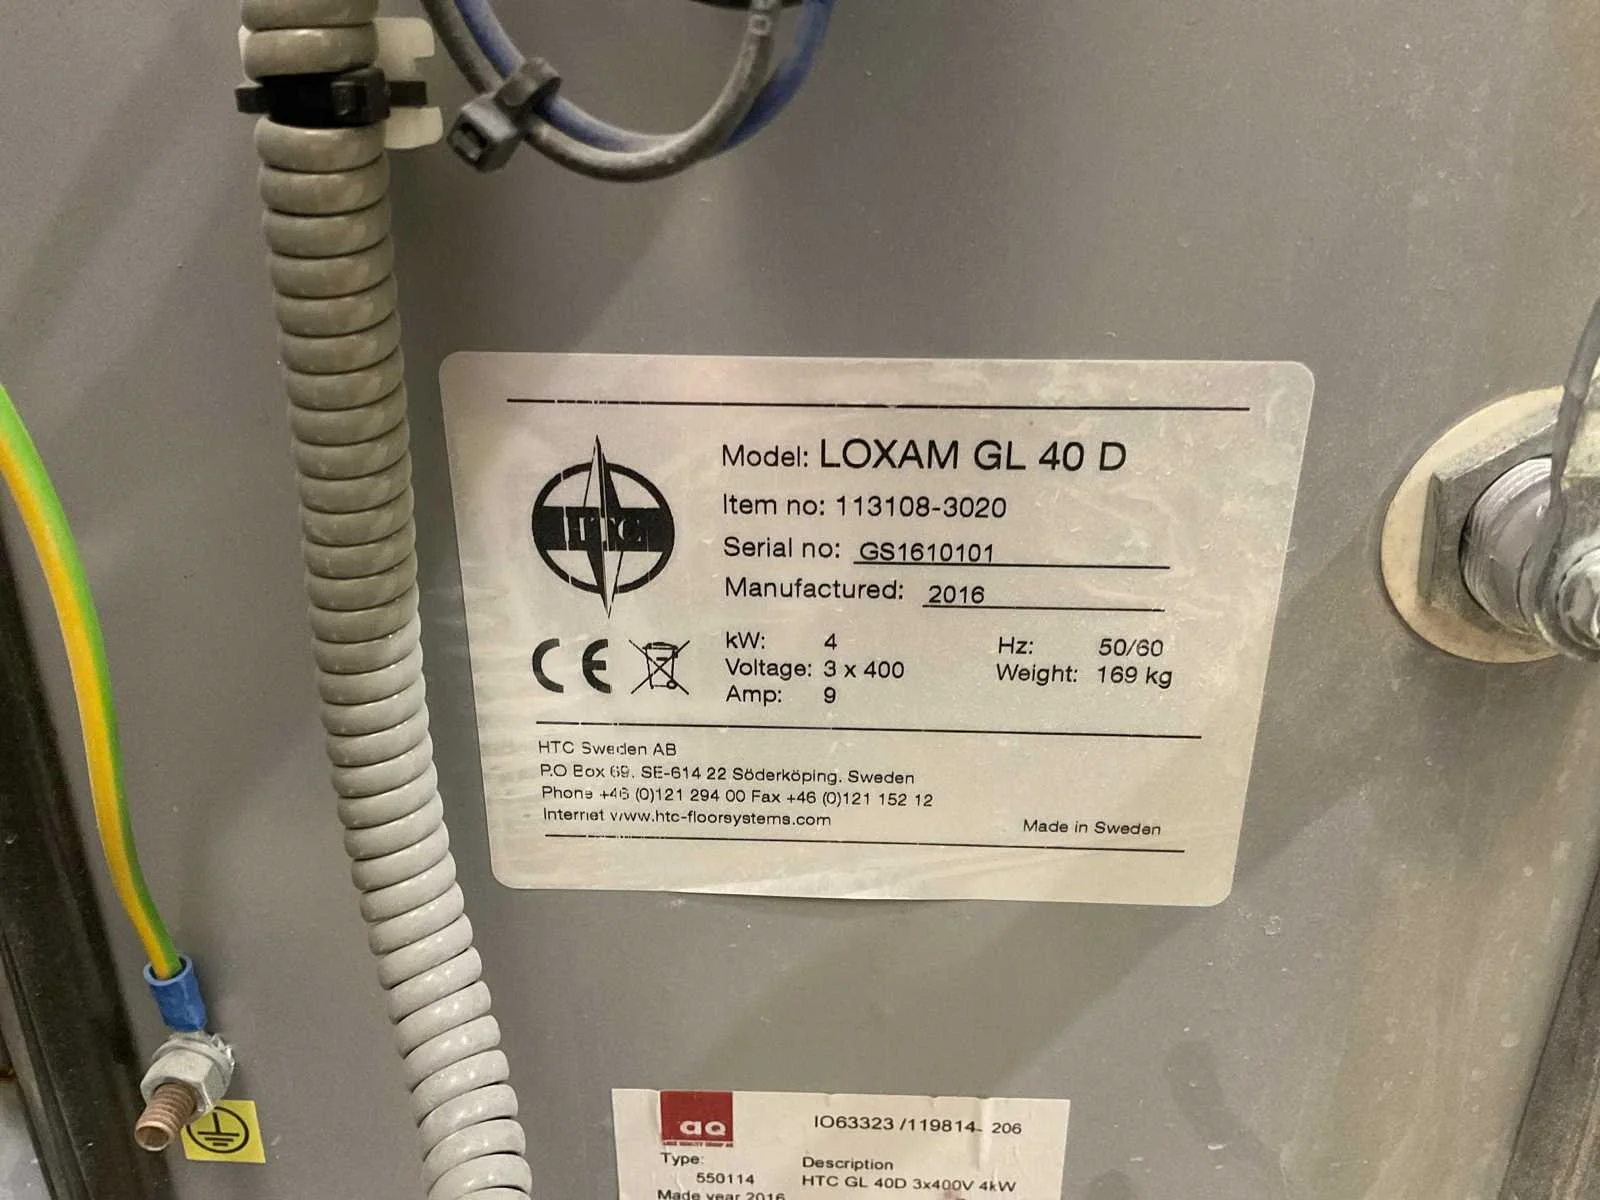 Model: LOXAM GL 40 D
Item no: 113108-3020
Serial no: GS1610101
Manufactured: 2016
HTC
CE
kW: 4 Hz: 50/60
Voltage: 3 x 400 Weight: 169 kg
Amp: 9
HTC Sweden AB
P.O Box 69, SE-614 22 Söderköping, Sweden
Phone +46 (0)121 294 00 Fax +46 (0)121 152 12
Internet www.htc-floorsystems.com
Made in Sweden
aQ IO63323 /119814- 206
Type: Description
550114 HTC GL 40D 3x400V 4kW
Made year 2016